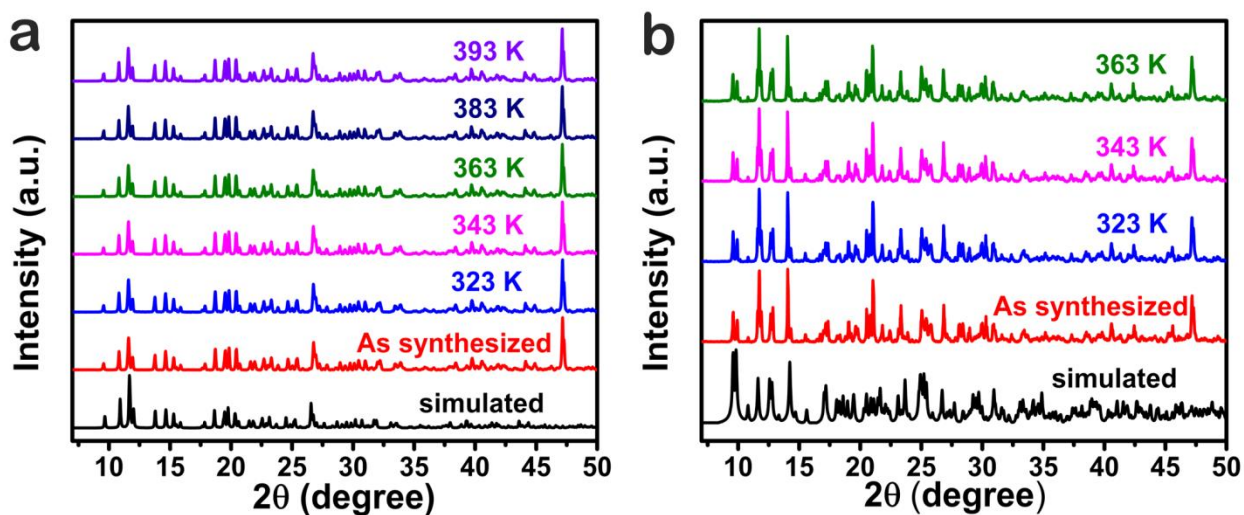 a
Intensity (a.u.)
393 K
383 K
363 K
343 K
323 K
As synthesized
simulated
10 15 20 25 30 35 40 45 50
2θ (degree)
b
Intensity (a.u.)
363 K
343 K
323 K
As synthesized
simulated
10 15 20 25 30 35 40 45 50
2θ (degree)